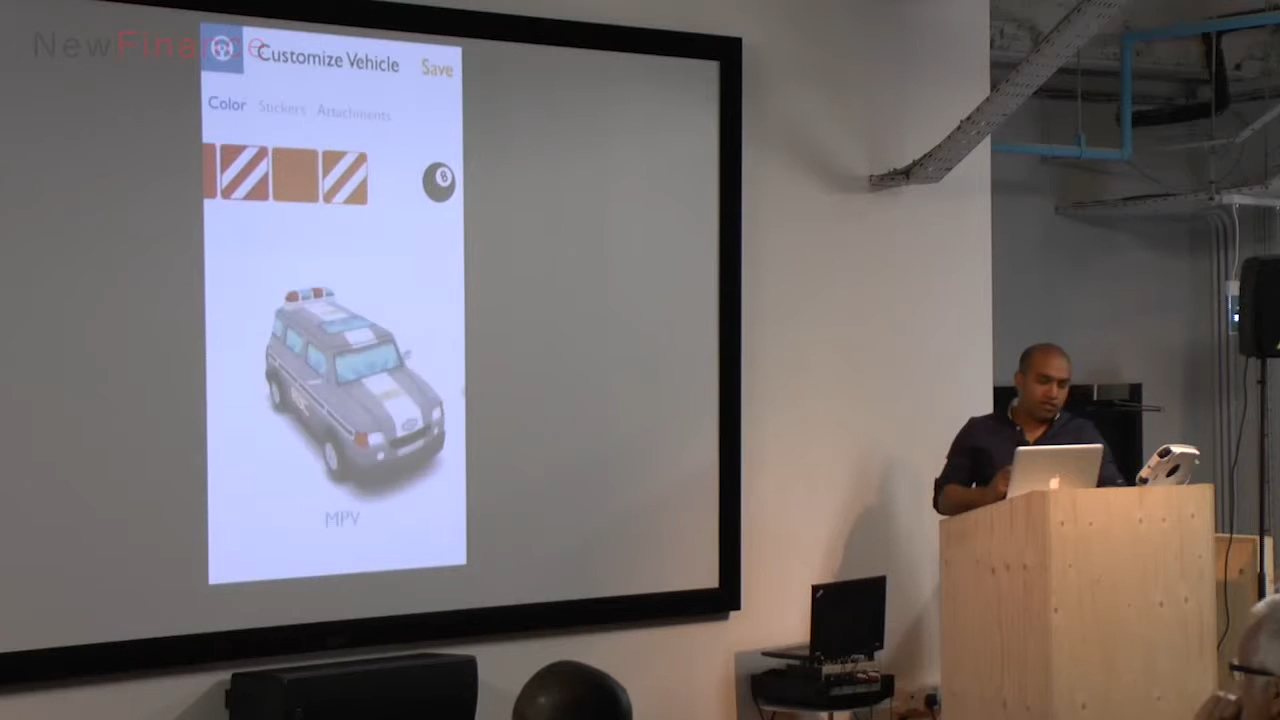 NewFinance
Customize Vehicle
Save
Color Stickers Attachments
8
MPV